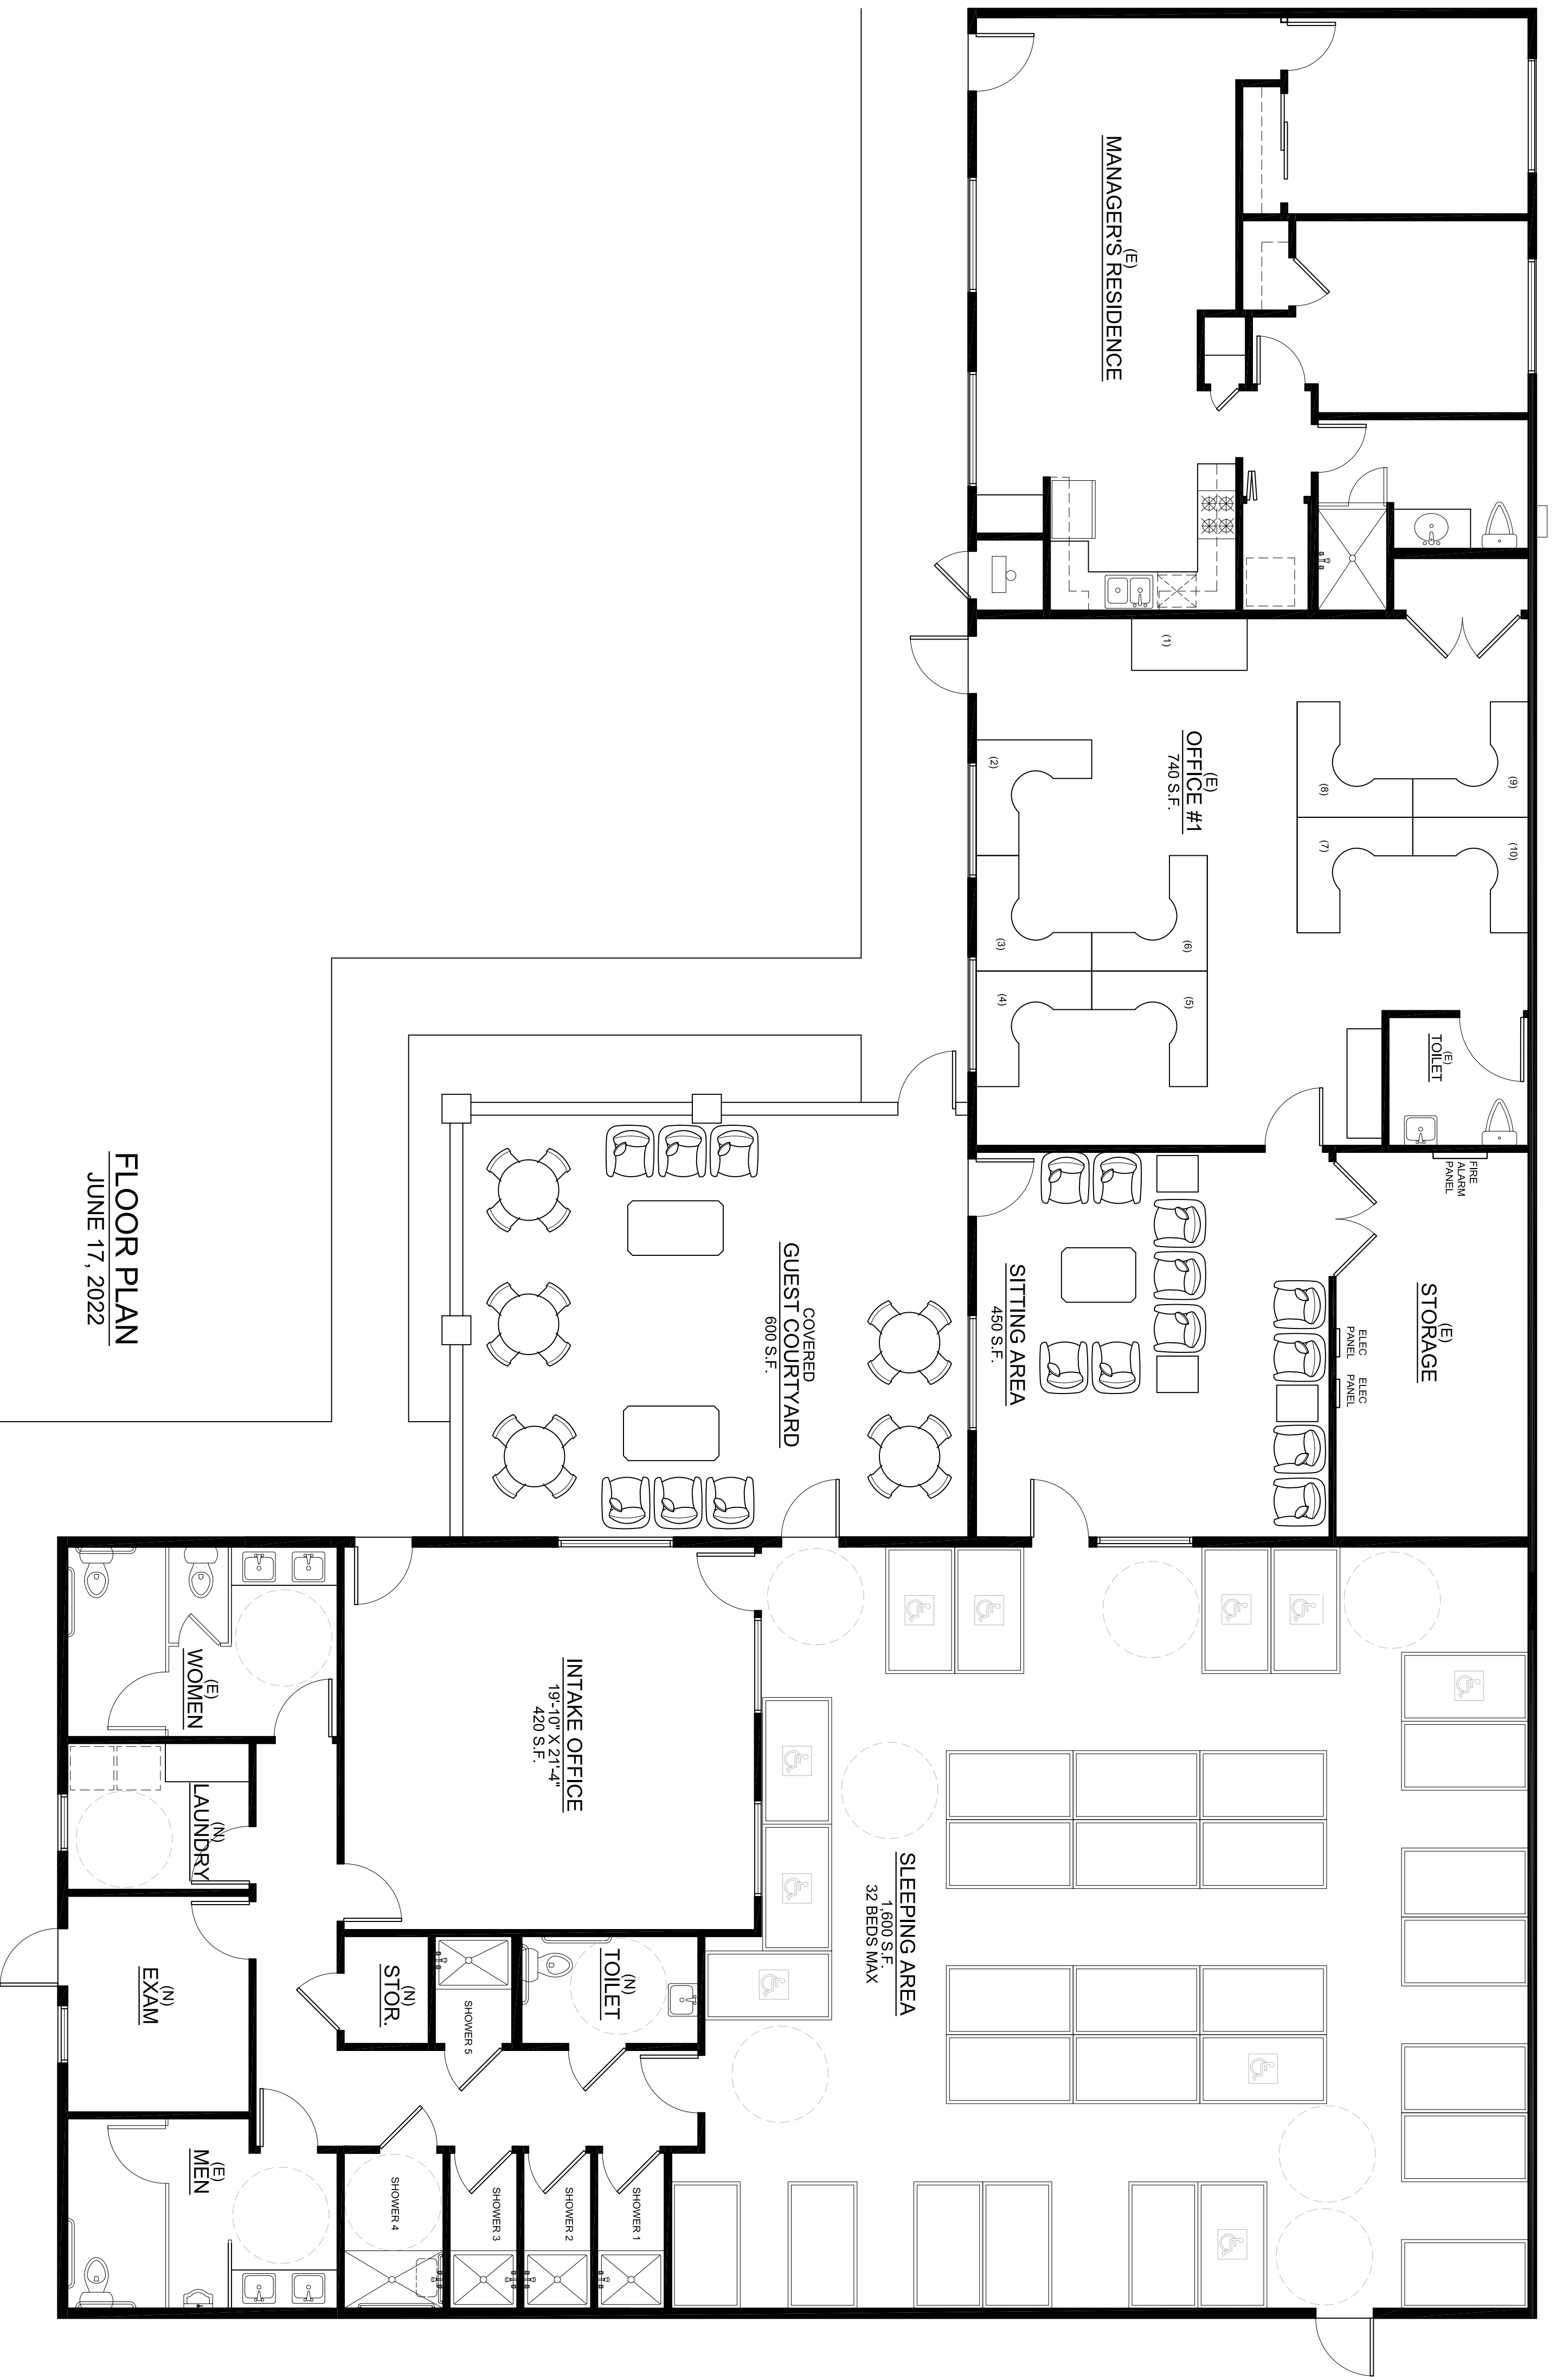 (E)
MANAGER'S RESIDENCE
(1)
(E)
OFFICE #1
740 S.F.
(2)
(3)
(4)
(5)
(6)
(7)
(8)
(9)
(10)
(E)
TOILET
FIRE
ALARM
PANEL
(E)
STORAGE
ELEC
PANEL
ELEC
PANEL
SITTING AREA
450 S.F.
COVERED
GUEST COURTYARD
600 S.F.
FLOOR PLAN
JUNE 17, 2022
INTAKE OFFICE
19'-10" X 21'-4"
420 S.F.
SLEEPING AREA
1,600 S.F.
32 BEDS MAX
(E)
WOMEN
(N)
LAUNDRY
(N)
EXAM
(N)
STOR.
SHOWER 5
(N)
TOILET
(E)
MEN
SHOWER 4
SHOWER 3
SHOWER 2
SHOWER 1